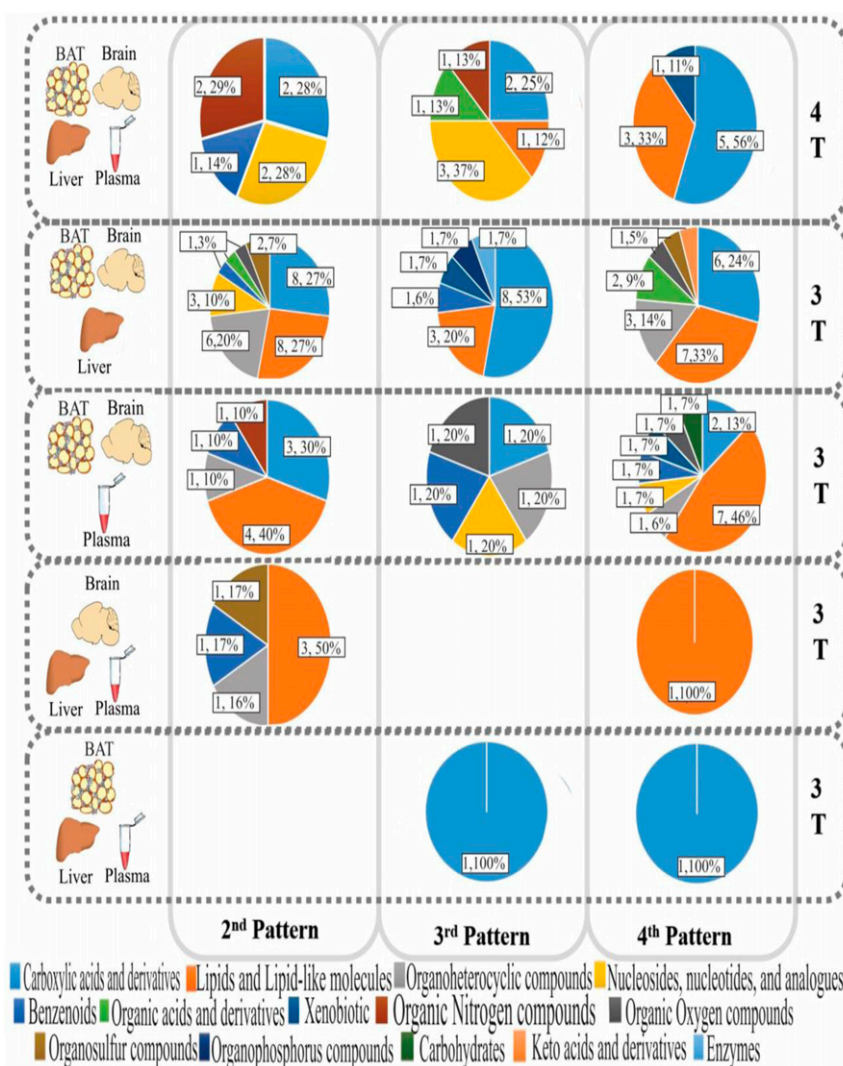 BAT Brain
Liver Plasma
2, 29% 2, 28%
1, 14% 2, 28%
1, 13% 2, 25%
1, 13% 1, 12%
3, 37%
1, 11%
3, 33% 5, 56%
4 T
BAT Brain
Liver
1,3% 2,7%
8, 27%
3, 10%
6,20% 8, 27%
1,7% 1,7%
1,7%
1,6% 8, 53%
3, 20%
1,5% 6, 24%
2, 9%
3, 14%
7,33%
3 T
BAT Brain
Plasma
1, 10%
1, 10% 3, 30%
1, 10%
4, 40%
1, 20% 1, 20%
1, 20% 1, 20%
1, 20%
1, 7%
1, 7% 2, 13%
1, 7%
1, 7%
1, 7% 7, 46%
1, 6%
3 T
Brain
Liver Plasma
1, 17%
1, 17% 3, 50%
1, 16%
1,100%
3 T
BAT
Liver Plasma
1,100%
1,100%
3 T
2nd Pattern 3rd Pattern 4th Pattern
Carboxylic acids and derivatives Lipids and Lipid-like molecules Organoheterocyclic compounds Nucleosides, nucleotides, and analogues
Benzenoids Organic acids and derivatives Xenobiotic Organic Nitrogen compounds Organic Oxygen compounds
Organosulfur compounds Organophosphorus compounds Carbohydrates Keto acids and derivatives Enzymes